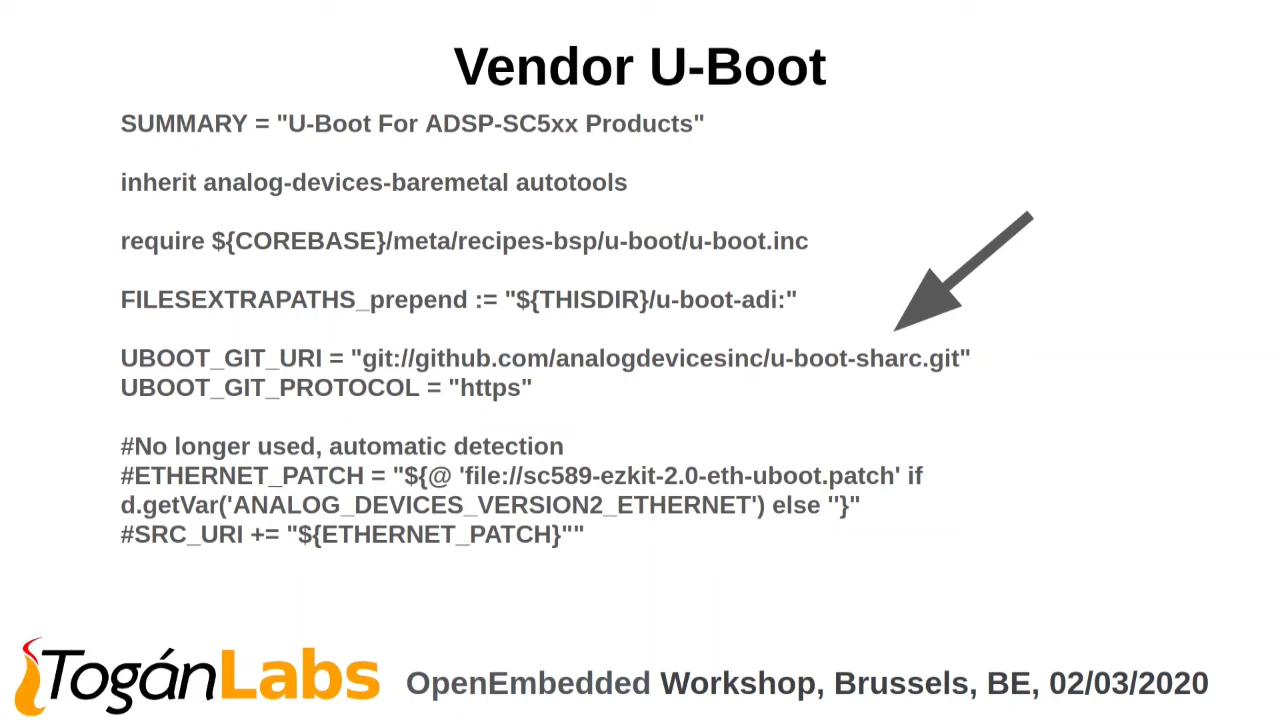 Vendor U-Boot
SUMMARY = "U-Boot For ADSP-SC5xx Products"
inherit analog-devices-baremetal autotools
require ${COREBASE}/meta/recipes-bsp/u-boot/u-boot.inc
FILESEXTRAPATHS_prepend := "${THISDIR}/u-boot-adi:"
UBOOT_GIT_URI = "git://github.com/analogdevicesinc/u-boot-sharc.git"
UBOOT_GIT_PROTOCOL = "https"
#No longer used, automatic detection
#ETHERNET_PATCH = "${@ 'file://sc589-ezkit-2.0-eth-uboot.patch' if
d.getVar('ANALOG_DEVICES_VERSION2_ETHERNET') else ''}"
#SRC_URI += "${ETHERNET_PATCH}""
TogánLabs
OpenEmbedded Workshop, Brussels, BE, 02/03/2020